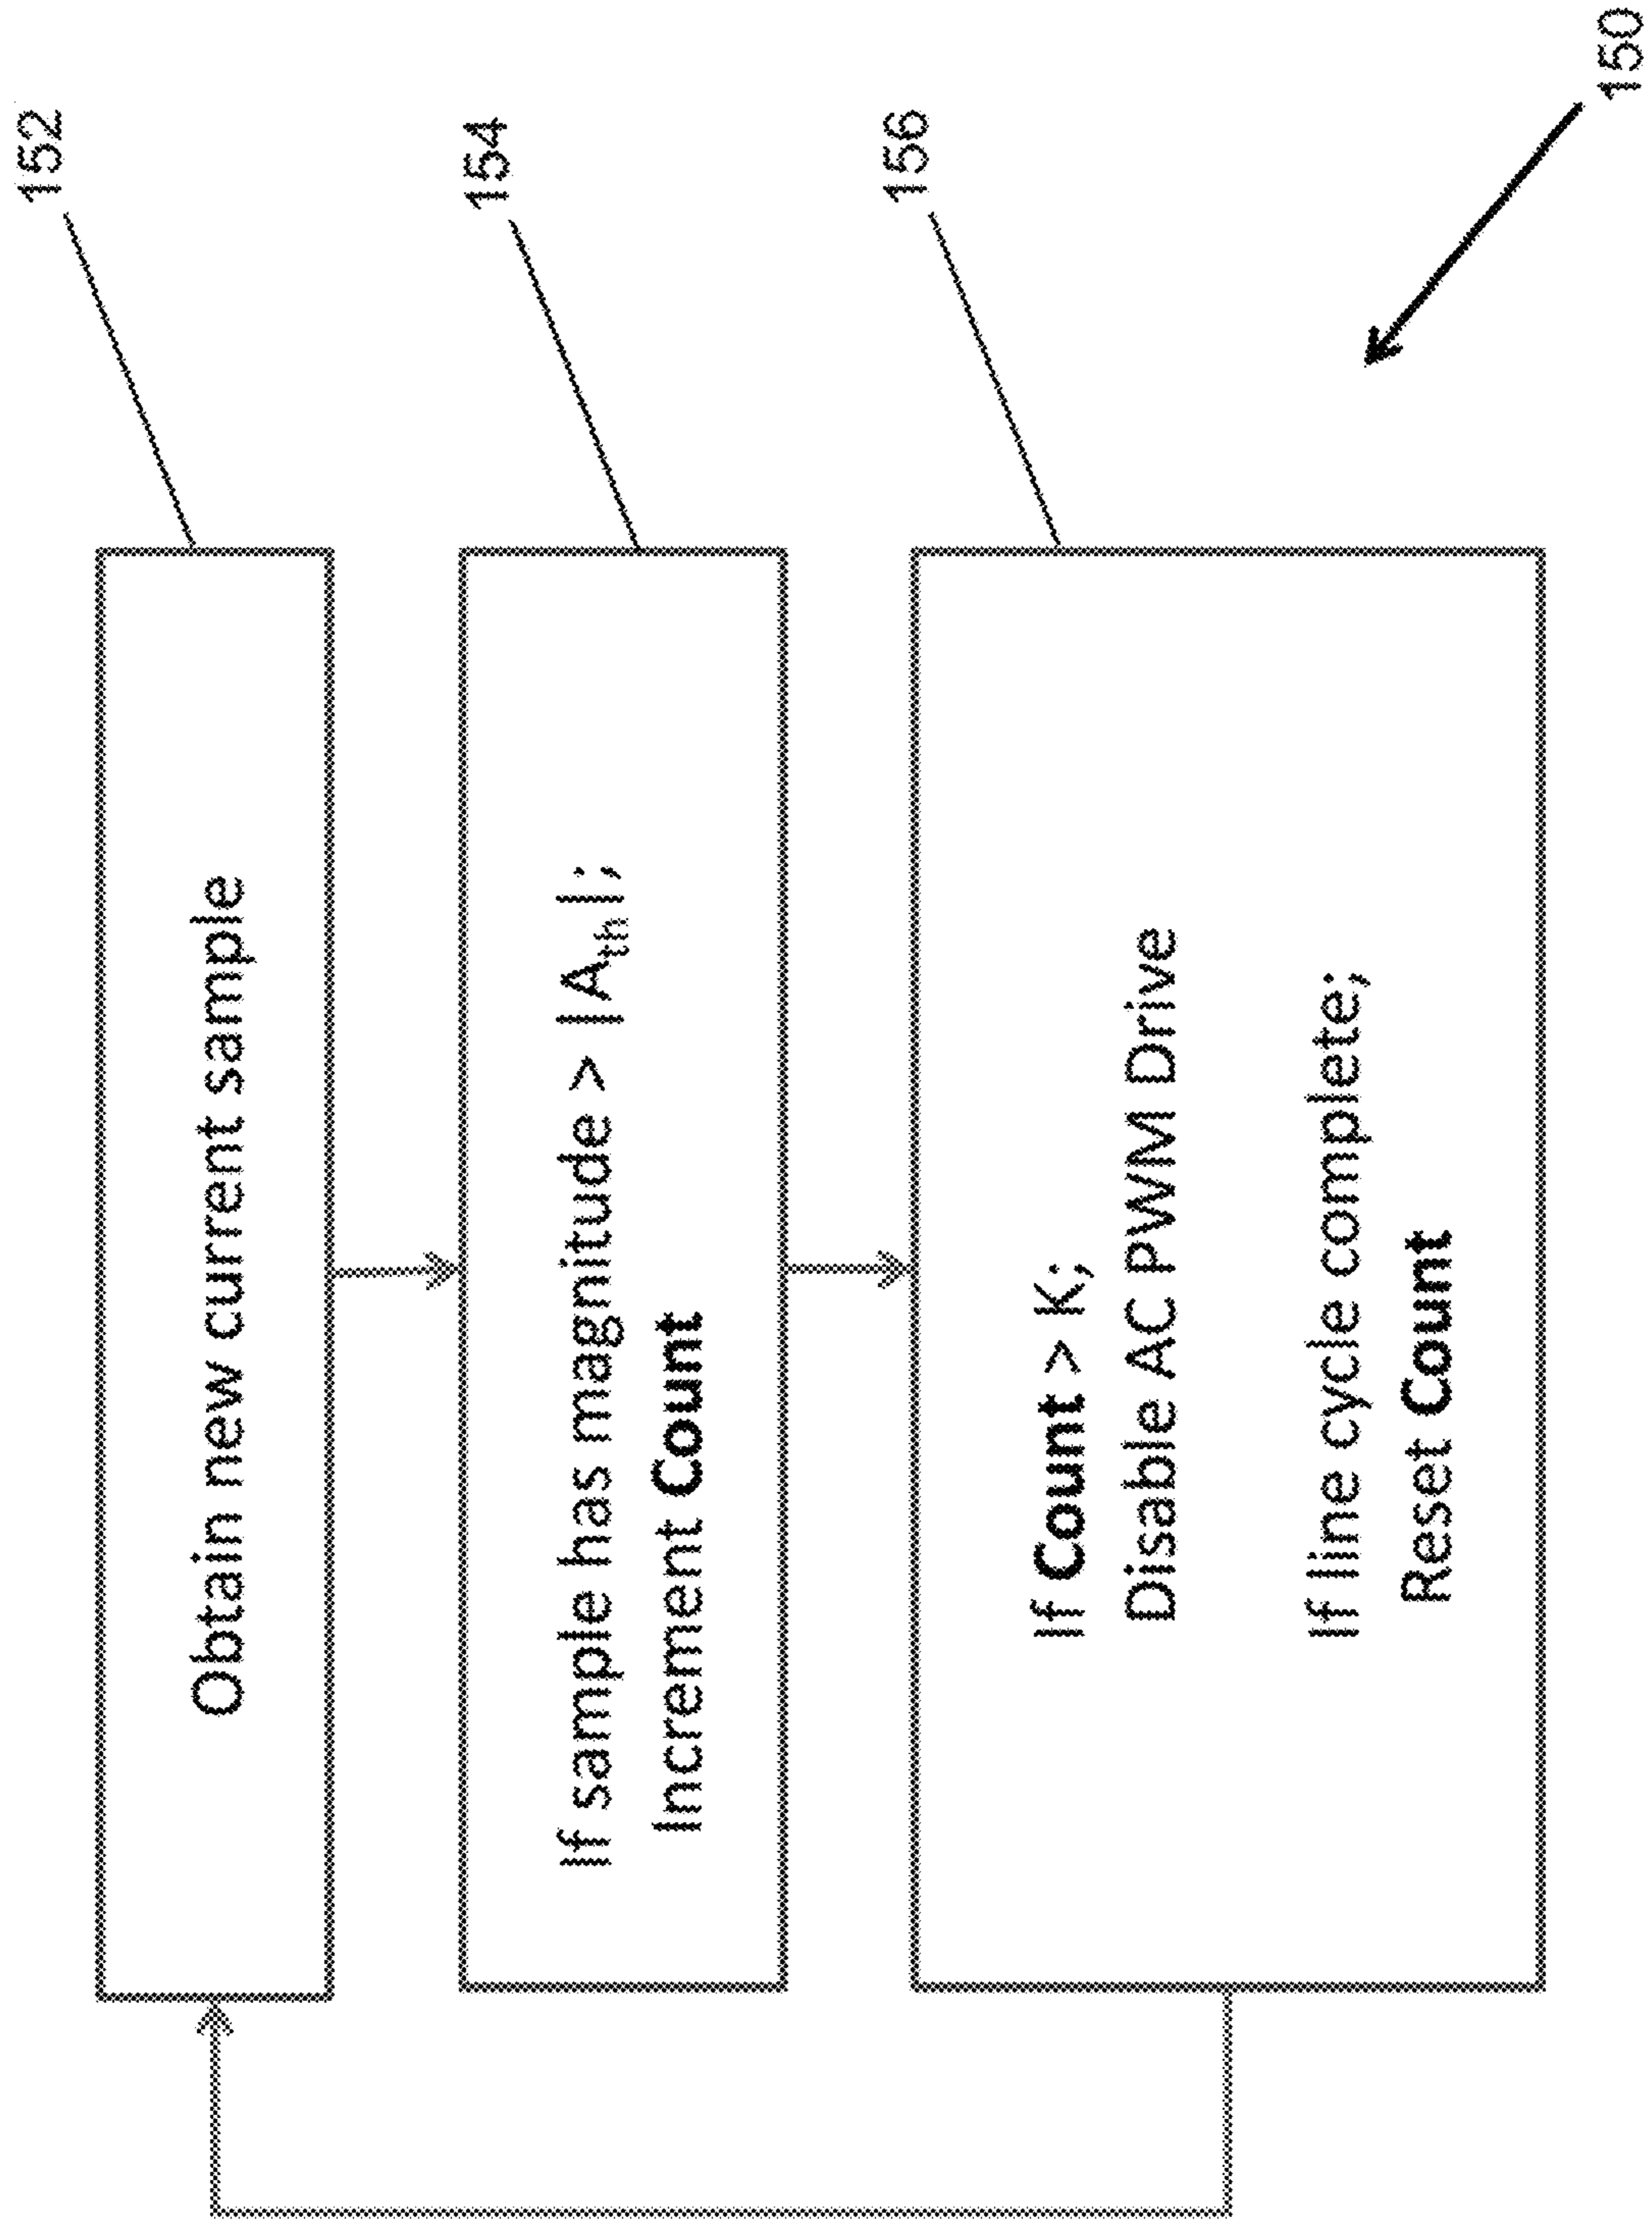 152
Obtain new current sample
154
If sample has magnitude > |Ath|;
Increment Count
156
If Count > K;
Disable AC PWM Drive
If line cycle complete;
Reset Count
150